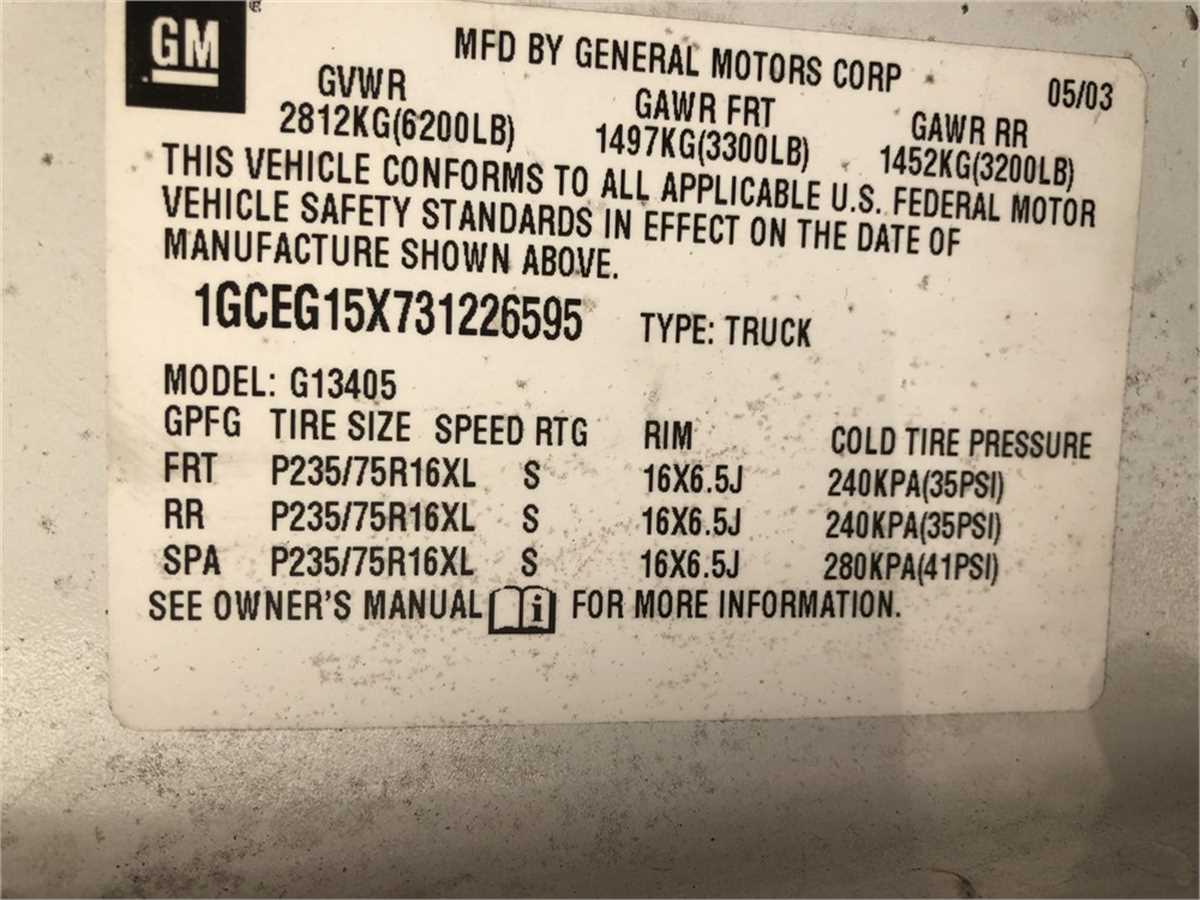 GM
MFD BY GENERAL MOTORS CORP 05/03
GVWR GAWR FRT GAWR RR
2812KG(6200LB) 1497KG(3300LB) 1452KG(3200LB)
THIS VEHICLE CONFORMS TO ALL APPLICABLE U.S. FEDERAL MOTOR
VEHICLE SAFETY STANDARDS IN EFFECT ON THE DATE OF
MANUFACTURE SHOWN ABOVE.
1GCEG15X731226595 TYPE: TRUCK
MODEL: G13405
GPFG TIRE SIZE SPEED RTG RIM COLD TIRE PRESSURE
FRT P235/75R16XL S 16X6.5J 240KPA(35PSI)
RR P235/75R16XL S 16X6.5J 240KPA(35PSI)
SPA P235/75R16XL S 16X6.5J 280KPA(41PSI)
SEE OWNER'S MANUAL i FOR MORE INFORMATION.